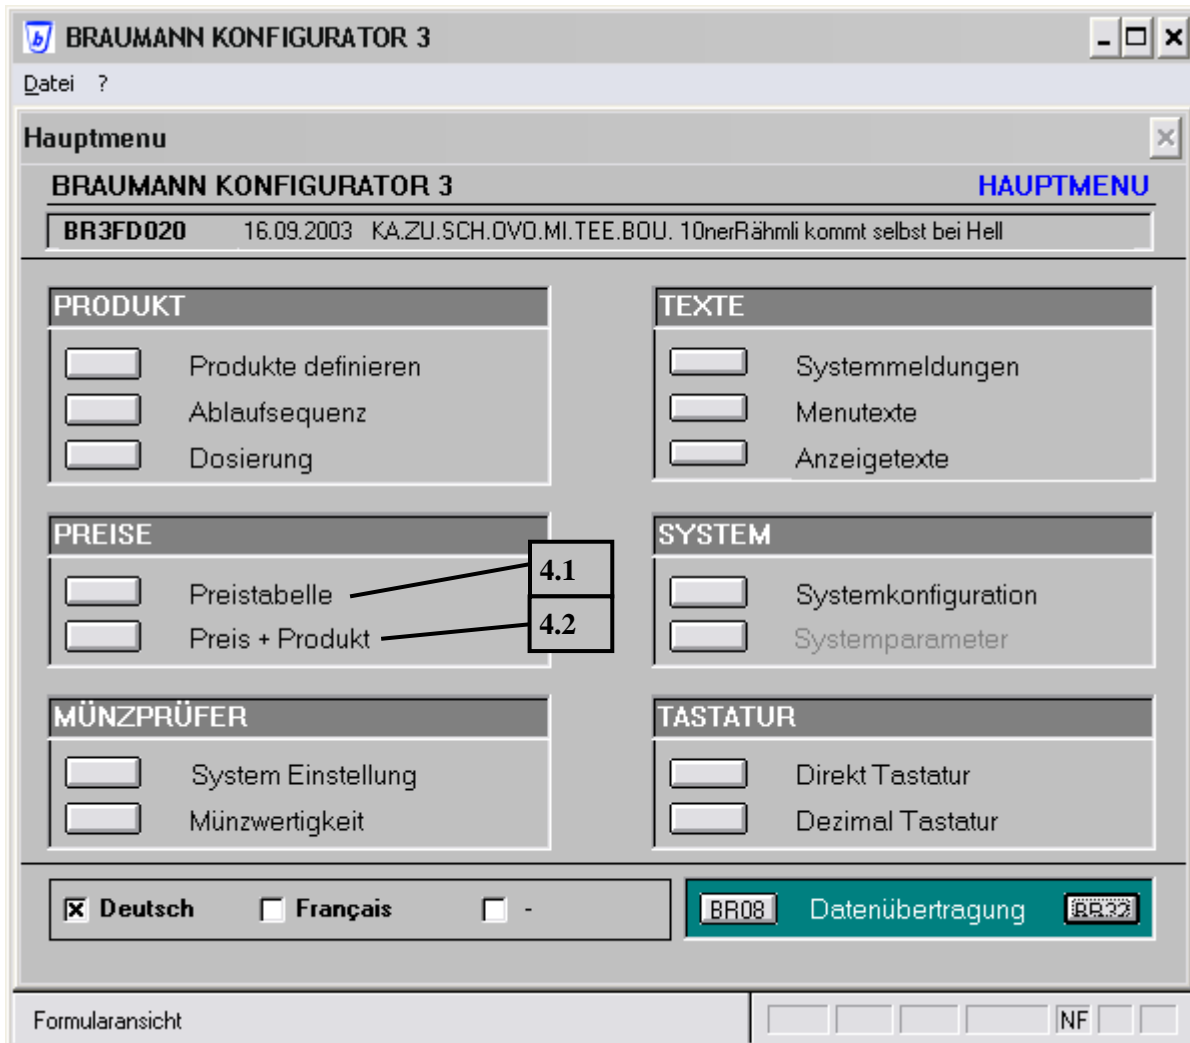 BRAUMANN KONFIGURATOR 3
Datei ?
Hauptmenu
BRAUMANN KONFIGURATOR 3 HAUPTMENU
BR3FD020 16.09.2003 KA.ZU.SCH.OVO.MI.TEE.BOU. 10nerRähmli kommt selbst bei Hell
PRODUKT
Produkte definieren
Ablaufsequenz
Dosierung
TEXTE
Systemmeldungen
Menutexte
Anzeigetexte
PREISE
Preistabelle 4.1
Preis + Produkt 4.2
SYSTEM
Systemkonfiguration
Systemparameter
MÜNZPRÜFER
System Einstellung
Münzwertigkeit
TASTATUR
Direkt Tastatur
Dezimal Tastatur
Deutsch Français -
BR08 Datenübertragung BR32
Formularansicht NF